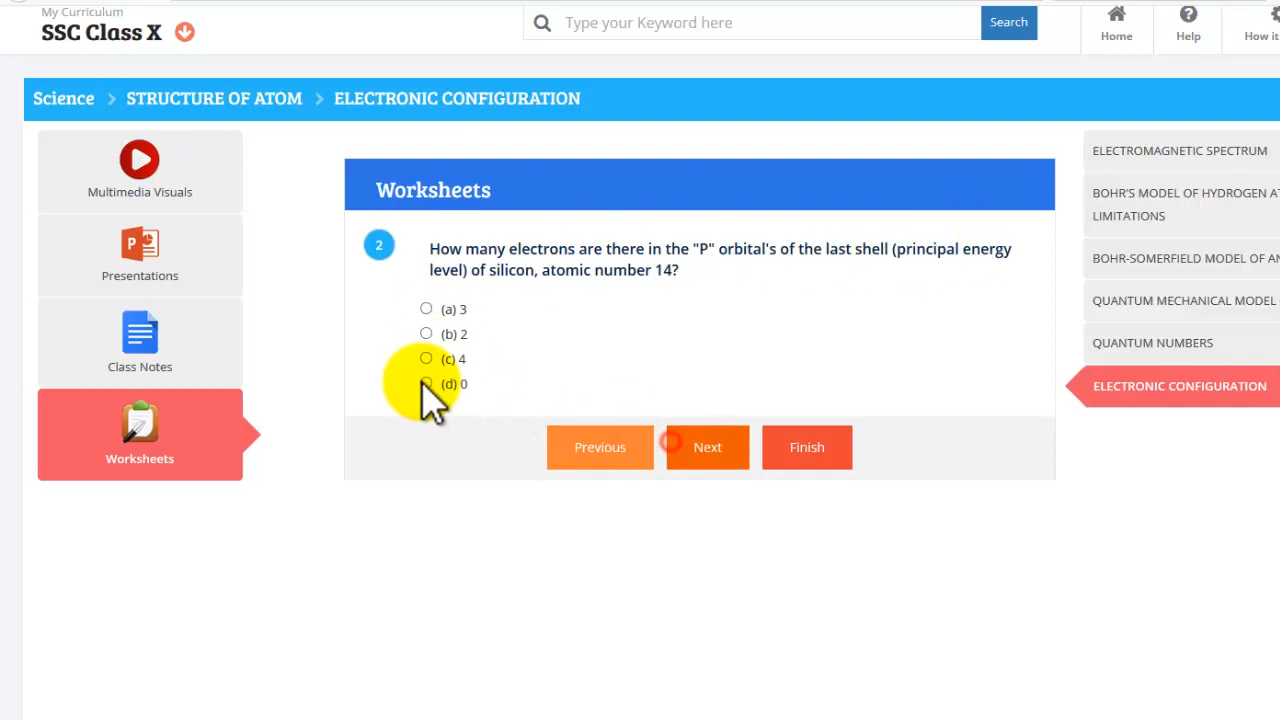 My Curriculum
SSC Class X
Type your Keyword here
Search
Home
Help
How it
Science
STRUCTURE OF ATOM
ELECTRONIC CONFIGURATION
Multimedia Visuals
Presentations
Class Notes
Worksheets
Worksheets
2
How many electrons are there in the "P" orbital's of the last shell (principal energy
level) of silicon, atomic number 14?
(a) 3
(b) 2
(c) 4
(d) 0
Previous
Next
Finish
ELECTROMAGNETIC SPECTRUM
BOHR'S MODEL OF HYDROGEN AT
LIMITATIONS
BOHR-SOMERFIELD MODEL OF AN
QUANTUM MECHANICAL MODEL
QUANTUM NUMBERS
ELECTRONIC CONFIGURATION